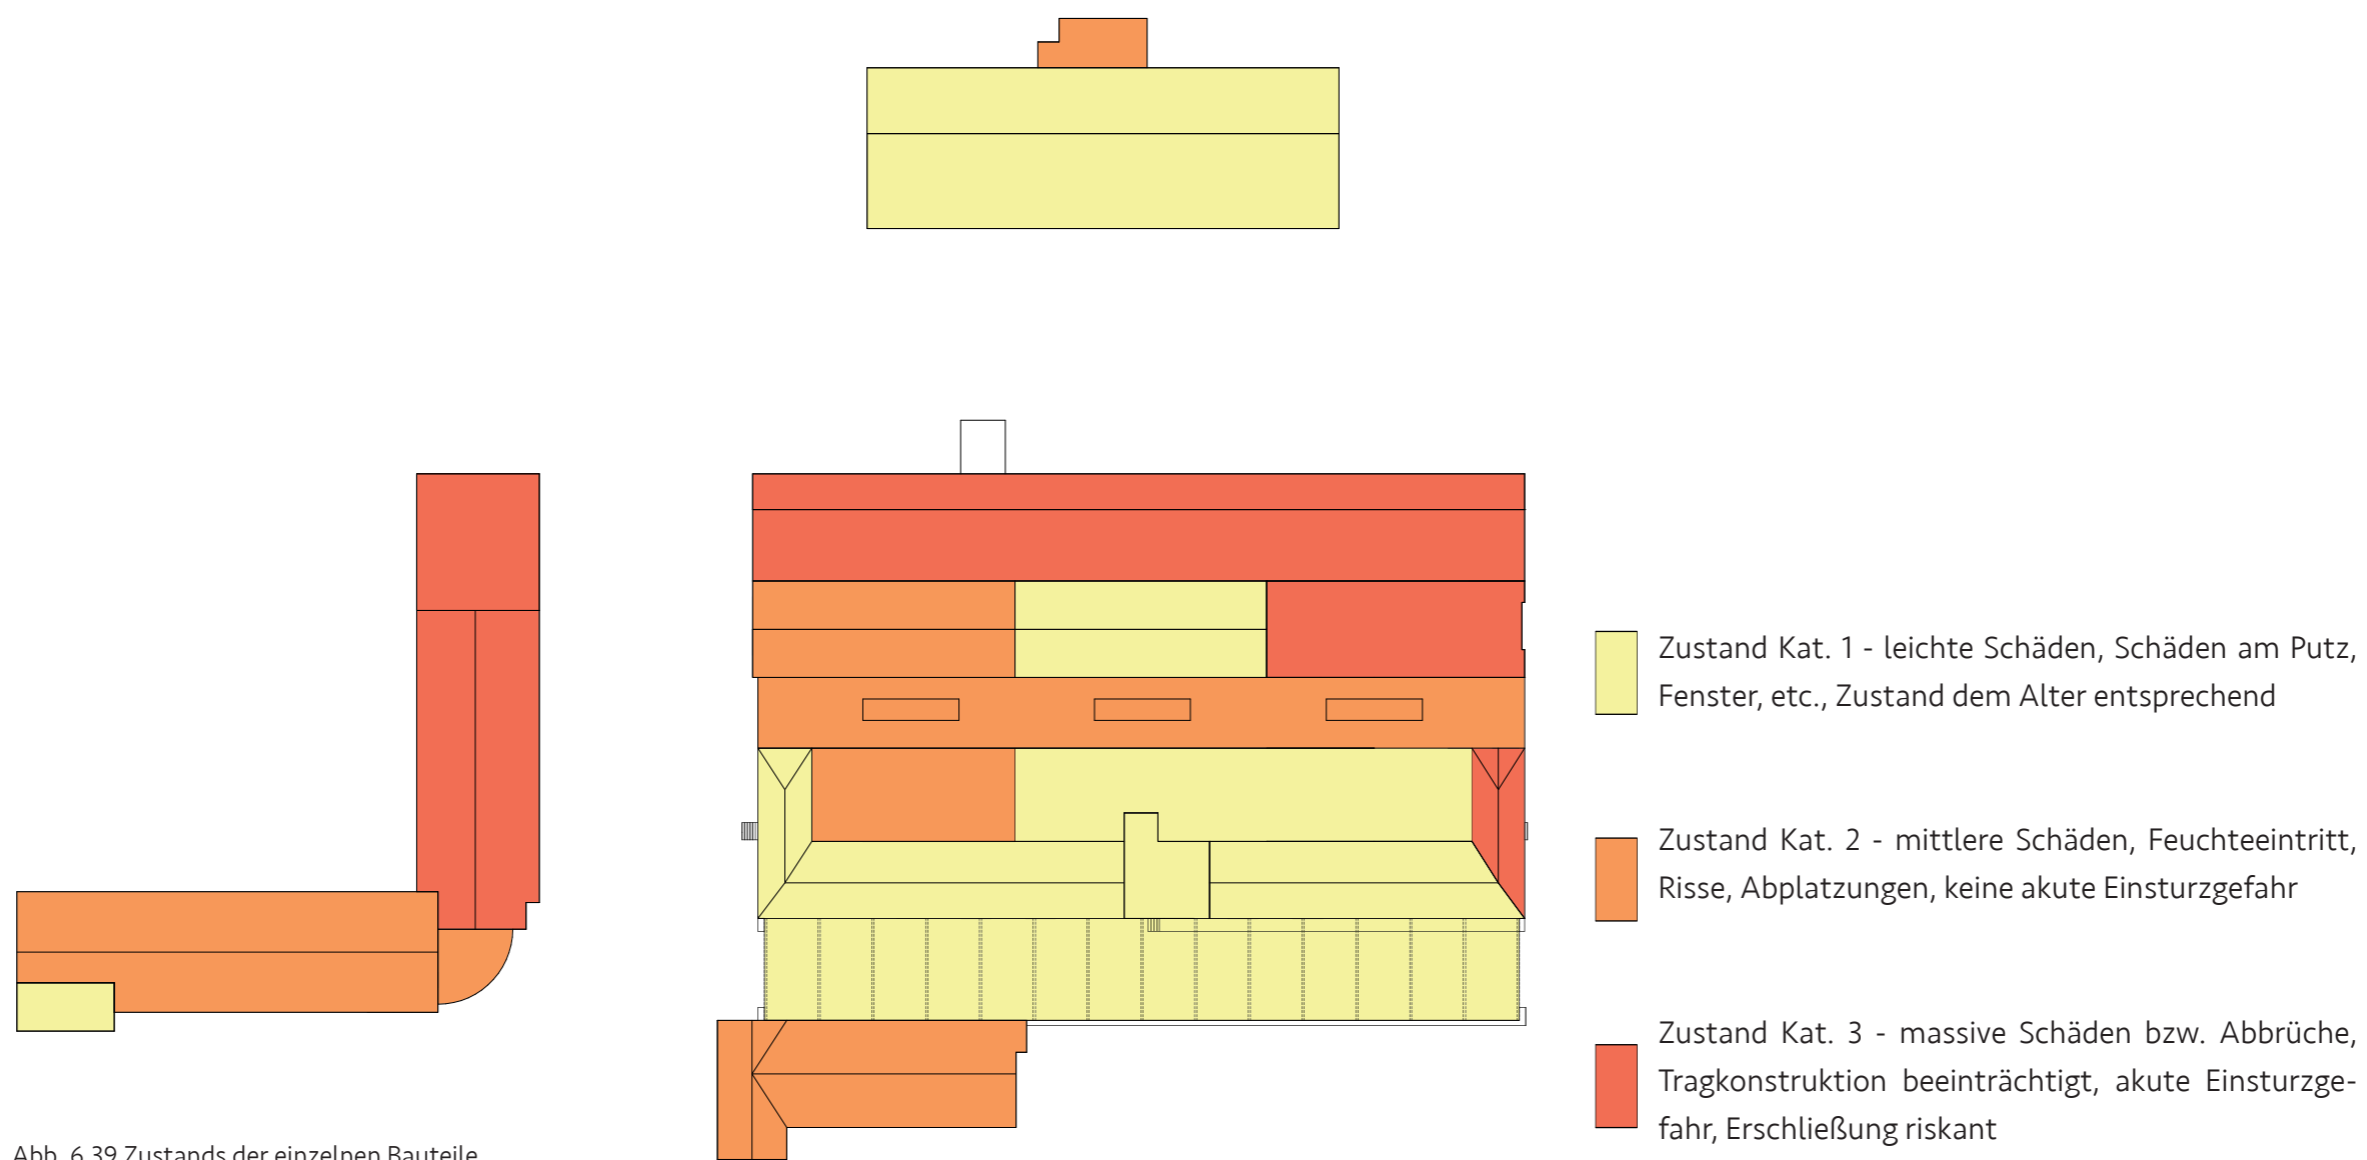 Zustand Kat. 1 - leichte Schäden, Schäden am Putz,
Fenster, etc., Zustand dem Alter entsprechend
Zustand Kat. 2 - mittlere Schäden, Feuchteeintritt,
Risse, Abplatzungen, keine akute Einsturzgefahr
Zustand Kat. 3 - massive Schäden bzw. Abbrüche,
Tragkonstruktion beeinträchtigt, akute Einsturzge-
fahr, Erschließung riskant
Abb. 6.39 Zustands der einzelnen Bauteile